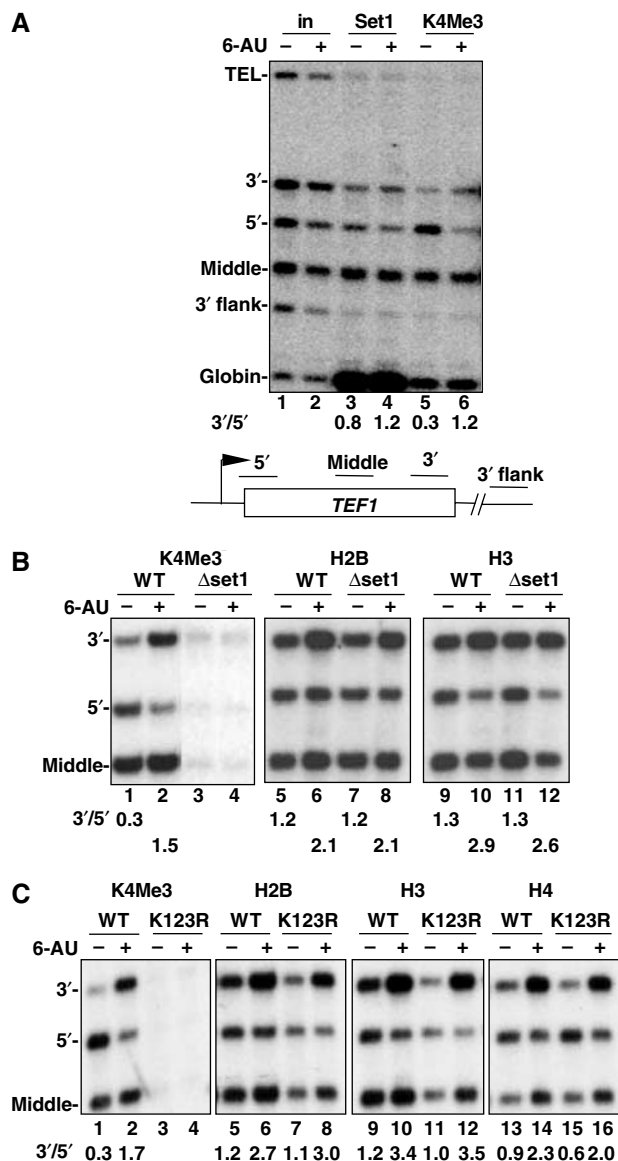 A
in Set1 K4Me3
6-AU − + − + − +
TEL-
3′-
5′-
Middle-
3′ flank-
Globin-
1 2 3 4 5 6
3′/5′ 0.8 1.2 0.3 1.2
5′ Middle 3′ 3′ flank
TEF1
B
K4Me3 H2B H3
WT Δset1 WT Δset1 WT Δset1
6-AU − + − + − + − + − + − +
3′-
5′-
Middle-
1 2 3 4 5 6 7 8 9 10 11 12
3′/5′ 0.3 1.2 1.2 1.3 1.3
1.5 2.1 2.1 2.9 2.6
C
K4Me3 H2B H3 H4
WT K123R WT K123R WT K123R WT K123R
6-AU − + − + − + − + − + − + − + − +
3′-
5′-
Middle-
1 2 3 4 5 6 7 8 9 10 11 12 13 14 15 16
3′/5′ 0.3 1.7 1.2 2.7 1.1 3.0 1.2 3.4 1.0 3.5 0.9 2.3 0.6 2.0